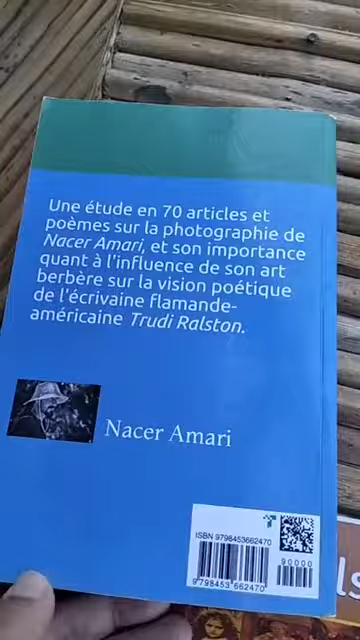 Une étude en 70 articles et
poèmes sur la photographie de
Nacer Amari, et son importance
quant à l'influence de son art
berbère sur la vision poétique
de l'écrivaine flamande-
américaine Trudi Ralston.
Nacer Amari
ISBN 9798453662470
90000
9 798453 662470
ls